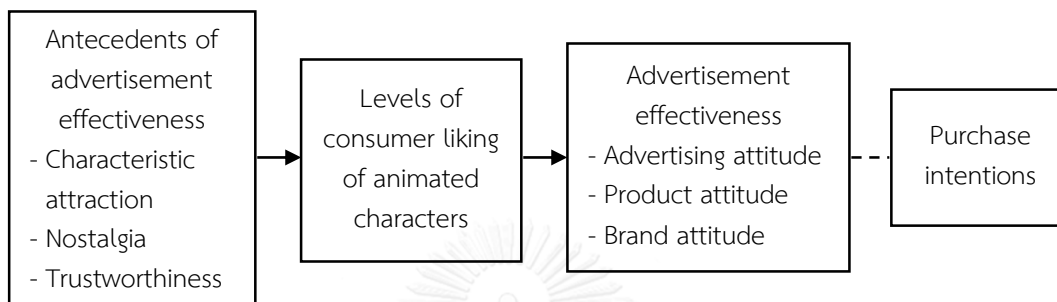 Antecedents of
advertisement
effectiveness
- Characteristic
attraction
- Nostalgia
- Trustworthiness
Levels of
consumer liking
of animated
characters
Advertisement
effectiveness
- Advertising attitude
- Product attitude
- Brand attitude
Purchase
intentions